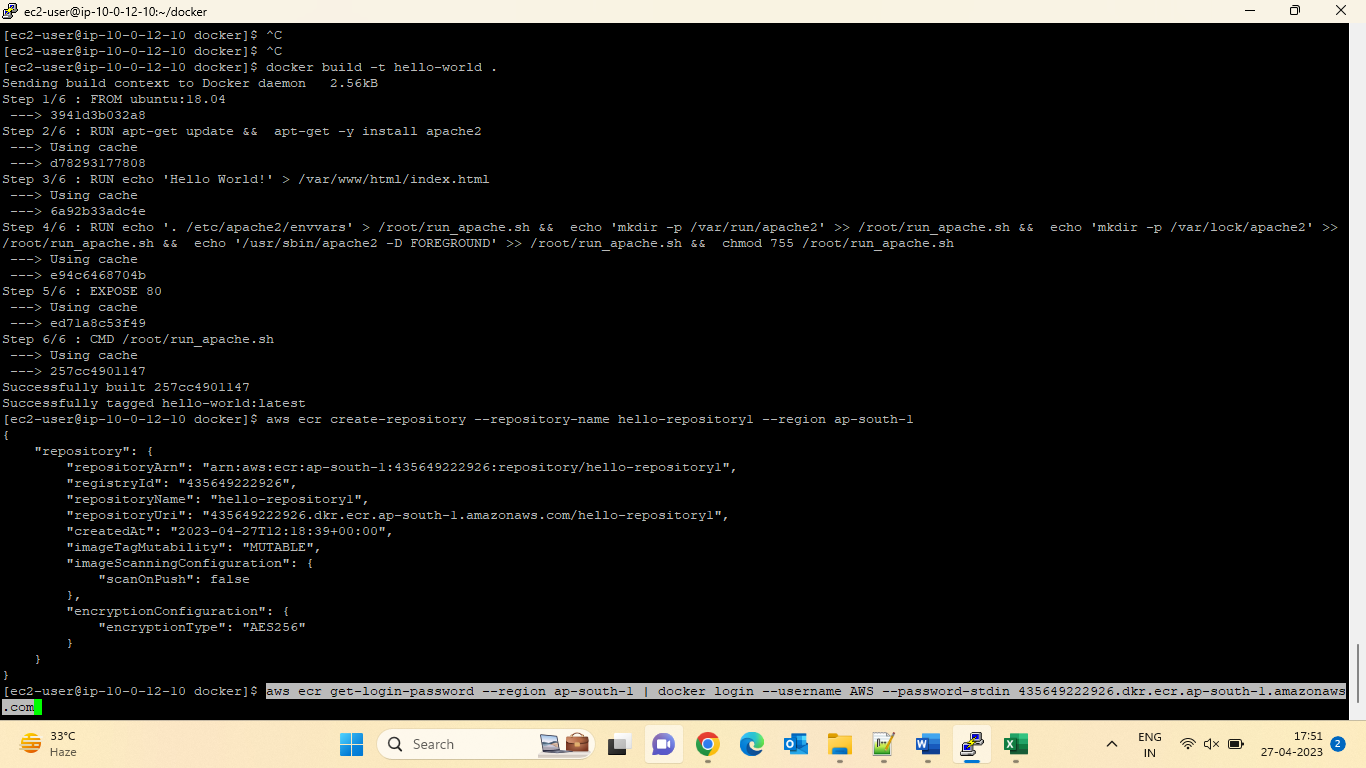 ec2-user@ip-10-0-12-10:~/docker
[ec2-user@ip-10-0-12-10 docker]$ ^C
[ec2-user@ip-10-0-12-10 docker]$ ^C
[ec2-user@ip-10-0-12-10 docker]$ docker build -t hello-world .
Sending build context to Docker daemon   2.56kB
Step 1/6 : FROM ubuntu:18.04
 ---> 3941d3b032a8
Step 2/6 : RUN apt-get update &&  apt-get -y install apache2
 ---> Using cache
 ---> d78293177808
Step 3/6 : RUN echo 'Hello World!' > /var/www/html/index.html
 ---> Using cache
 ---> 6a92b33adc4e
Step 4/6 : RUN echo '. /etc/apache2/envvars' > /root/run_apache.sh &&  echo 'mkdir -p /var/run/apache2' >> /root/run_apache.sh &&  echo 'mkdir -p /var/lock/apache2' >>
/root/run_apache.sh &&  echo '/usr/sbin/apache2 -D FOREGROUND' >> /root/run_apache.sh &&  chmod 755 /root/run_apache.sh
 ---> Using cache
 ---> e94c6468704b
Step 5/6 : EXPOSE 80
 ---> Using cache
 ---> ed71a8c53f49
Step 6/6 : CMD /root/run_apache.sh
 ---> Using cache
 ---> 257cc4901147
Successfully built 257cc4901147
Successfully tagged hello-world:latest
[ec2-user@ip-10-0-12-10 docker]$ aws ecr create-repository --repository-name hello-repository1 --region ap-south-1
{
    "repository": {
        "repositoryArn": "arn:aws:ecr:ap-south-1:435649222926:repository/hello-repository1",
        "registryId": "435649222926",
        "repositoryName": "hello-repository1",
        "repositoryUri": "435649222926.dkr.ecr.ap-south-1.amazonaws.com/hello-repository1",
        "createdAt": "2023-04-27T12:18:39+00:00",
        "imageTagMutability": "MUTABLE",
        "imageScanningConfiguration": {
            "scanOnPush": false
        },
        "encryptionConfiguration": {
            "encryptionType": "AES256"
        }
    }
}
[ec2-user@ip-10-0-12-10 docker]$ aws ecr get-login-password --region ap-south-1 | docker login --username AWS --password-stdin 435649222926.dkr.ecr.ap-south-1.amazonaws
.com
33°C
Haze
Search
ENG
IN
17:51
27-04-2023
2